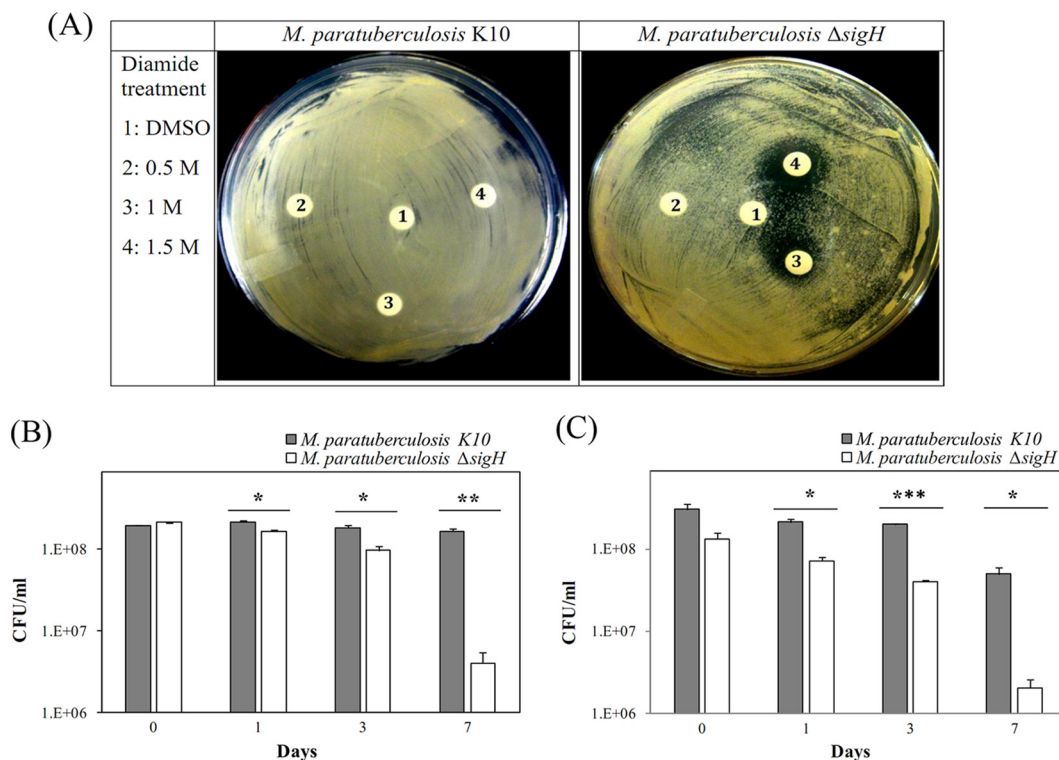 (A)
M. paratuberculosis K10
M. paratuberculosis ΔsigH
Diamide
treatment
1: DMSO
2: 0.5 M
3: 1 M
4: 1.5 M
2
1
4
3
4
2
1
3
(B)
M. paratuberculosis K10
M. paratuberculosis ΔsigH
* * **
1.E+08
1.E+07
1.E+06
CFU/ml
0 1 3 7
Days
(C)
M. paratuberculosis K10
M. paratuberculosis ΔsigH
* *** *
1.E+08
1.E+07
1.E+06
CFU/ml
0 1 3 7
Days